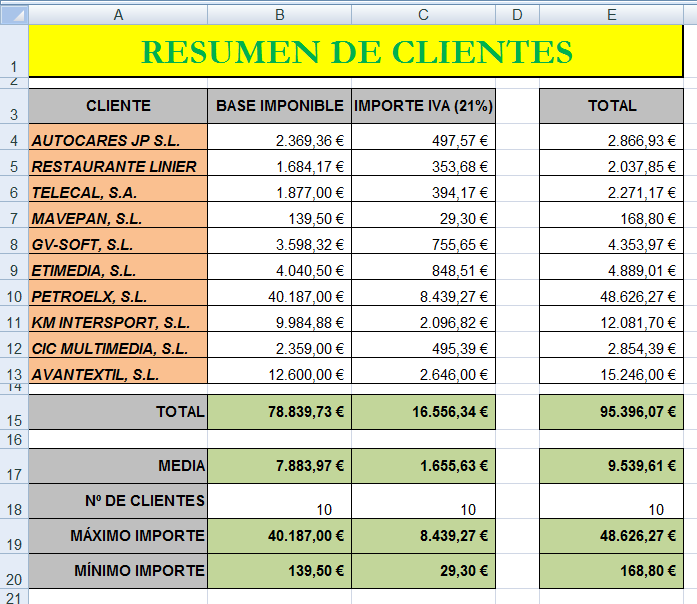 A B C D E
1 RESUMEN DE CLIENTES
2
3 CLIENTE BASE IMPONIBLE IMPORTE IVA (21%) TOTAL
4 AUTOCARES JP S.L. 2.369,36 € 497,57 € 2.866,93 €
5 RESTAURANTE LINIER 1.684,17 € 353,68 € 2.037,85 €
6 TELECAL, S.A. 1.877,00 € 394,17 € 2.271,17 €
7 MAVEPAN, S.L. 139,50 € 29,30 € 168,80 €
8 GV-SOFT, S.L. 3.598,32 € 755,65 € 4.353,97 €
9 ETIMEDIA, S.L. 4.040,50 € 848,51 € 4.889,01 €
10 PETROELX, S.L. 40.187,00 € 8.439,27 € 48.626,27 €
11 KM INTERSPORT, S.L. 9.984,88 € 2.096,82 € 12.081,70 €
12 CIC MULTIMEDIA, S.L. 2.359,00 € 495,39 € 2.854,39 €
13 AVANTEXTIL, S.L. 12.600,00 € 2.646,00 € 15.246,00 €
14
15 TOTAL 78.839,73 € 16.556,34 € 95.396,07 €
16
17 MEDIA 7.883,97 € 1.655,63 € 9.539,61 €
18 Nº DE CLIENTES 10 10 10
19 MÁXIMO IMPORTE 40.187,00 € 8.439,27 € 48.626,27 €
20 MÍNIMO IMPORTE 139,50 € 29,30 € 168,80 €
21